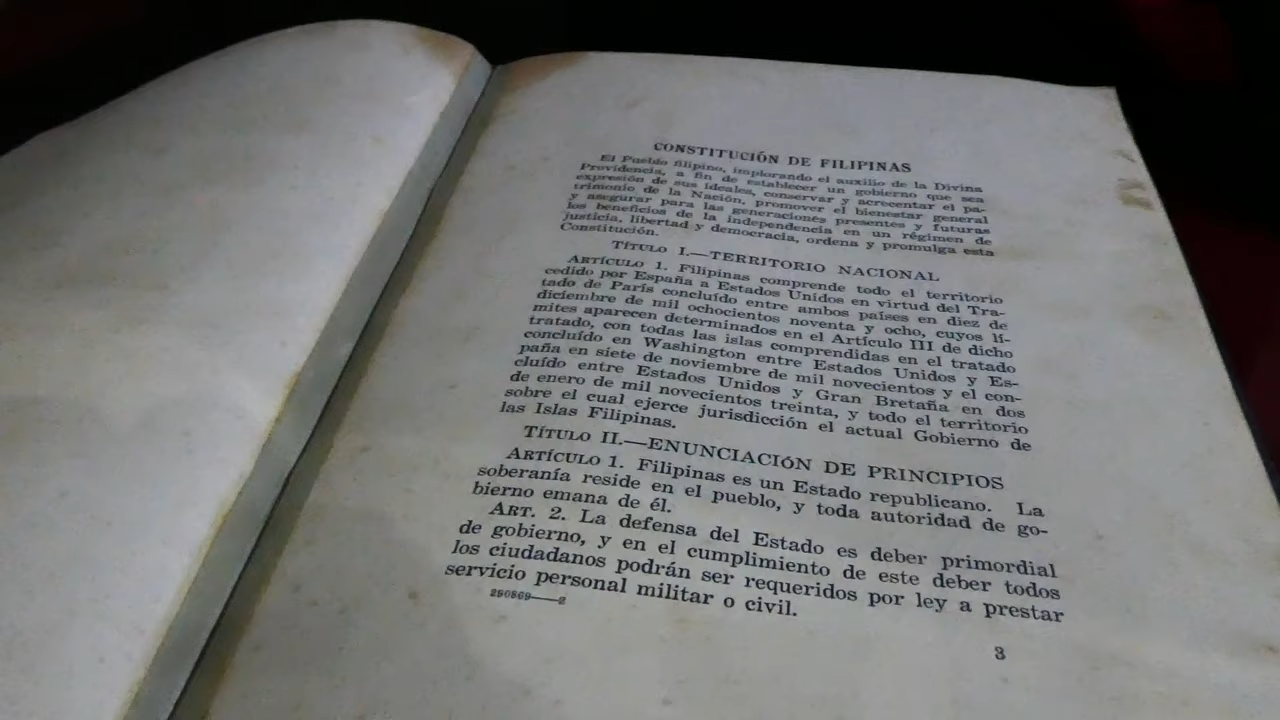 CONSTITUCIÓN DE FILIPINAS
El Pueblo filipino, implorando el auxilio de la Divina
Providencia, a fin de establecer un gobierno que sea
expresión de sus ideales, conservar y acrecentar el pa-
trimonio de la Nación, promover el bienestar general
y asegurar para las generaciones presentes y futuras
los beneficios de la independencia en un régimen de
justicia, libertad y democracia, ordena y promulga esta
Constitución.
TÍTULO I.—TERRITORIO NACIONAL
ARTÍCULO 1. Filipinas comprende todo el territorio
cedido por España a Estados Unidos en virtud del Tra-
tado de París concluído entre ambos países en diez de
diciembre de mil ochocientos noventa y ocho, cuyos lí-
mites aparecen determinados en el Artículo III de dicho
tratado, con todas las islas comprendidas en el tratado
concluído en Washington entre Estados Unidos y Es-
paña en siete de noviembre de mil novecientos y el con-
cluído entre Estados Unidos y Gran Bretaña en dos
de enero de mil novecientos treinta, y todo el territorio
sobre el cual ejerce jurisdicción el actual Gobierno de
las Islas Filipinas.
TÍTULO II.—ENUNCIACIÓN DE PRINCIPIOS
ARTÍCULO 1. Filipinas es un Estado republicano. La
soberanía reside en el pueblo, y toda autoridad de go-
bierno emana de él.
ART. 2. La defensa del Estado es deber primordial
de gobierno, y en el cumplimiento de este deber todos
los ciudadanos podrán ser requeridos por ley a prestar
servicio personal militar o civil.
290869——2
3